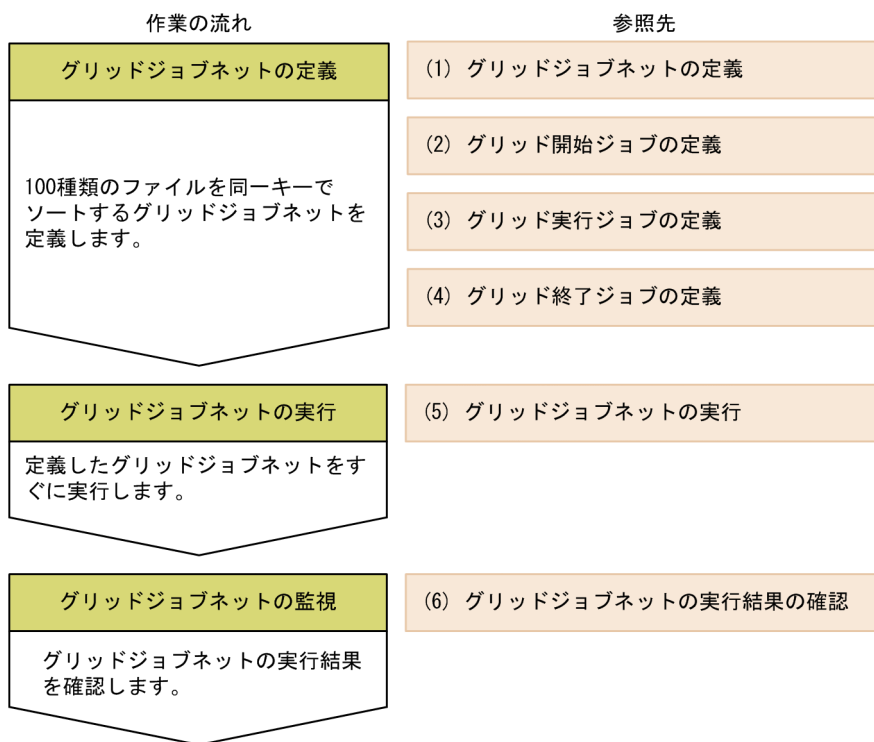 作業の流れ
参照先
グリッドジョブネットの定義
100種類のファイルを同一キーで
ソートするグリッドジョブネットを
定義します。
(1) グリッドジョブネットの定義
(2) グリッド開始ジョブの定義
(3) グリッド実行ジョブの定義
(4) グリッド終了ジョブの定義
グリッドジョブネットの実行
定義したグリッドジョブネットをす
ぐに実行します。
(5) グリッドジョブネットの実行
グリッドジョブネットの監視
グリッドジョブネットの実行結果
を確認します。
(6) グリッドジョブネットの実行結果の確認